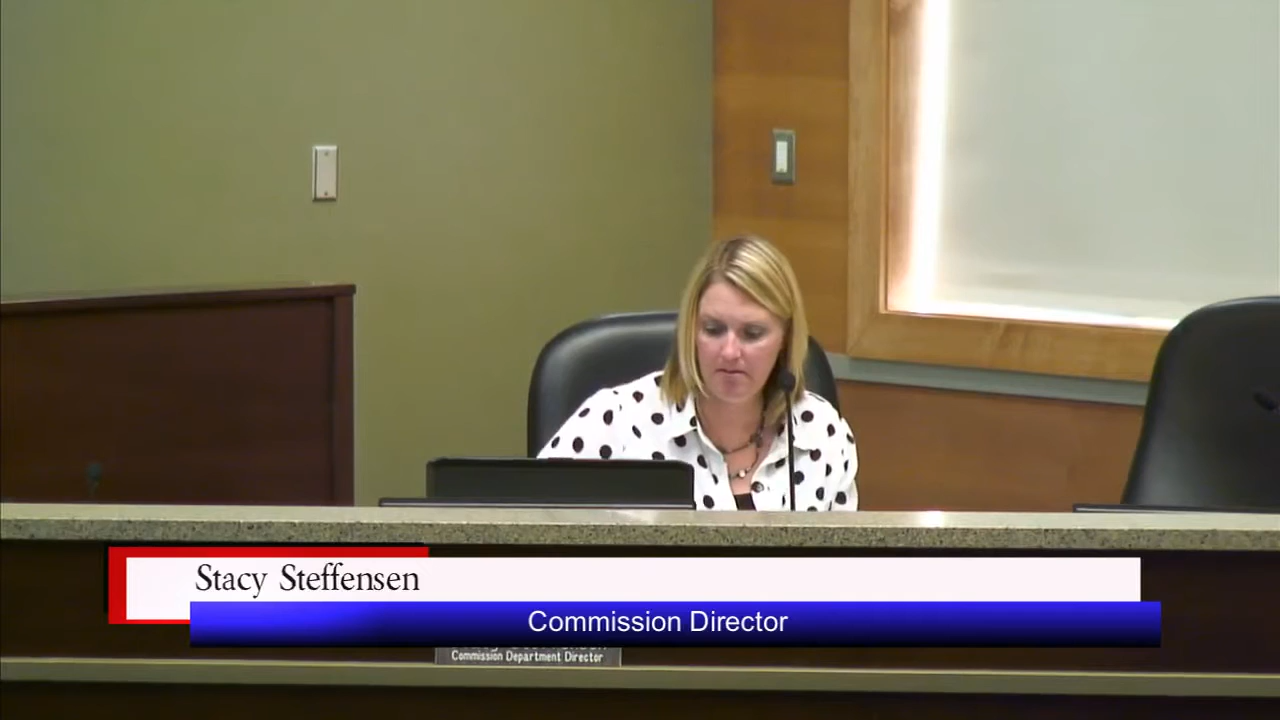 Stacy Steffensen
Commission Director
Commission Department Director